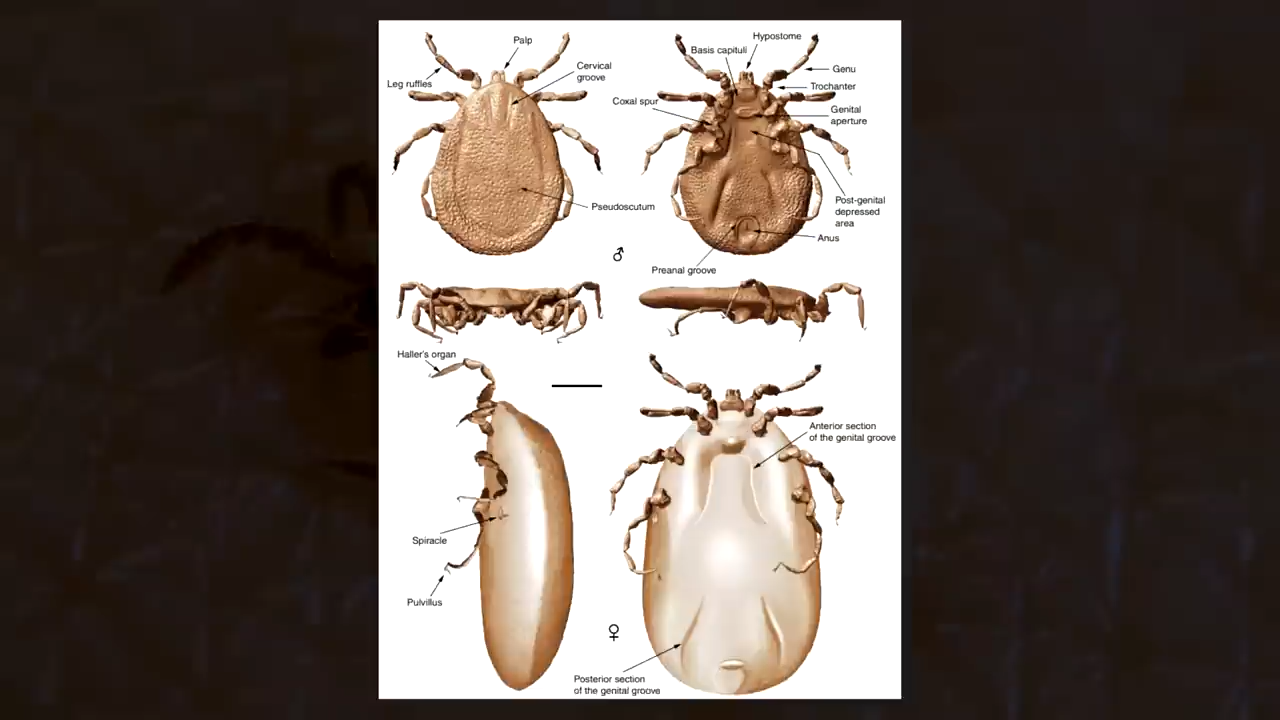 Palp
Cervical
groove
Leg ruffles
Pseudoscutum
Hypostome
Basis capituli
Genu
Trochanter
Coxal spur
Genital
aperture
Post-genital
depressed
area
Anus
Preanal groove
♂
Haller's organ
Anterior section
of the genital groove
Spiracle
Pulvillus
♀
Posterior section
of the genital groove